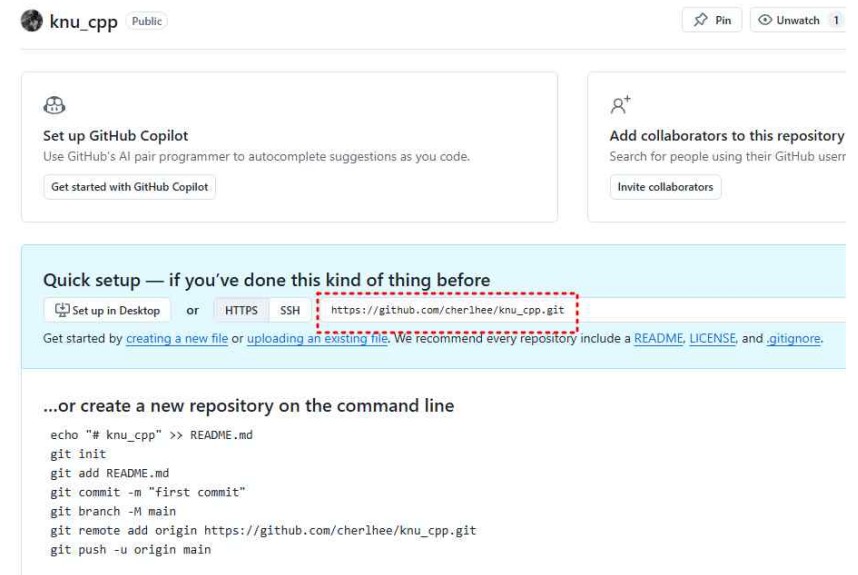 knu_cpp Public Pin Unwatch 1
Set up GitHub Copilot
Use GitHub's AI pair programmer to autocomplete suggestions as you code.
Get started with GitHub Copilot
Add collaborators to this repository
Search for people using their GitHub usern
Invite collaborators
Quick setup — if you've done this kind of thing before
Set up in Desktop or HTTPS SSH https://github.com/cherlhee/knu_cpp.git
Get started by creating a new file or uploading an existing file. We recommend every repository include a README, LICENSE, and .gitignore.
...or create a new repository on the command line
echo "# knu_cpp" >> README.md
git init
git add README.md
git commit -m "first commit"
git branch -M main
git remote add origin https://github.com/cherlhee/knu_cpp.git
git push -u origin main